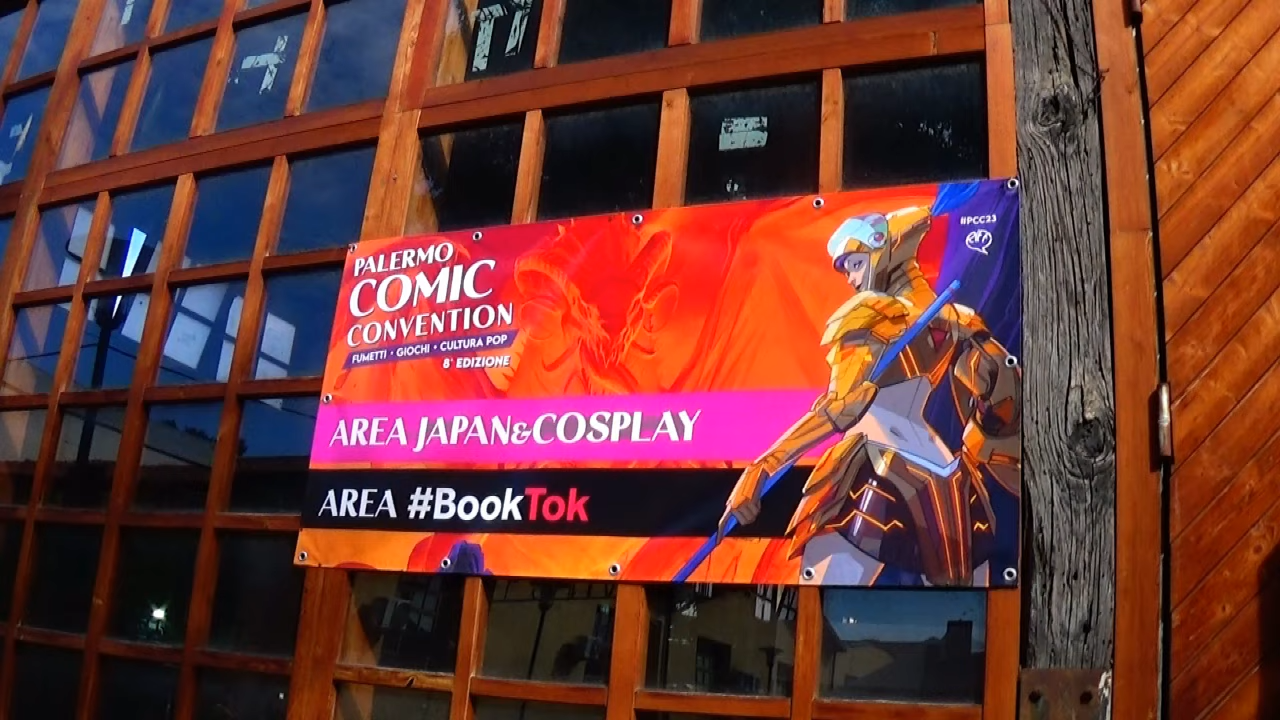 PALERMO
COMIC
CONVENTION
FUMETTI • GIOCHI • CULTURA POP
8ª EDIZIONE
#PCC23
AREA JAPAN&COSPLAY
AREA #BookTok